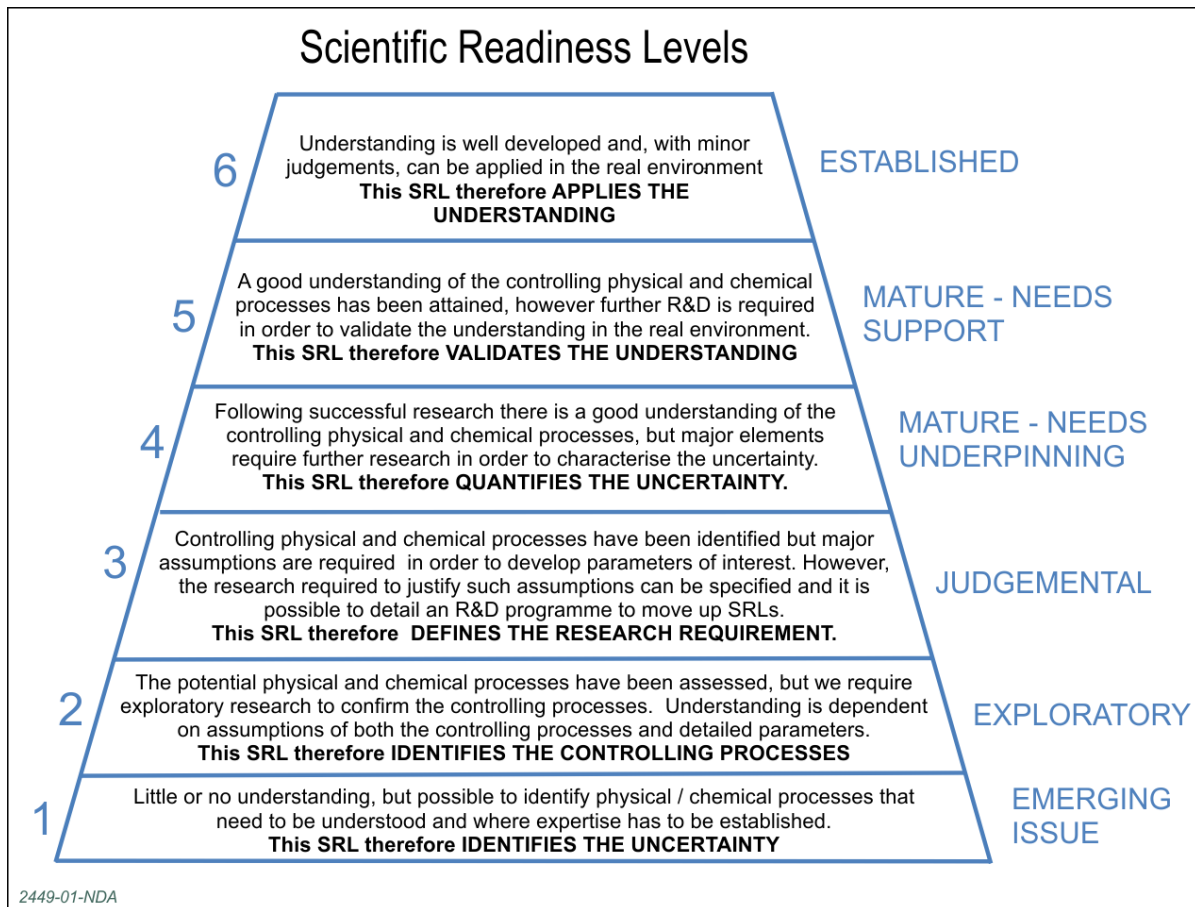 Scientific Readiness Levels
6
Understanding is well developed and, with minor
judgements, can be applied in the real environment
This SRL therefore APPLIES THE
UNDERSTANDING
ESTABLISHED
5
A good understanding of the controlling physical and chemical
processes has been attained, however further R&D is required
in order to validate the understanding in the real environment.
This SRL therefore VALIDATES THE UNDERSTANDING
MATURE - NEEDS
SUPPORT
4
Following successful research there is a good understanding of the
controlling physical and chemical processes, but major elements
require further research in order to characterise the uncertainty.
This SRL therefore QUANTIFIES THE UNCERTAINTY.
MATURE - NEEDS
UNDERPINNING
3
Controlling physical and chemical processes have been identified but major
assumptions are required in order to develop parameters of interest. However,
the research required to justify such assumptions can be specified and it is
possible to detail an R&D programme to move up SRLs.
This SRL therefore DEFINES THE RESEARCH REQUIREMENT.
JUDGEMENTAL
2
The potential physical and chemical processes have been assessed, but we require
exploratory research to confirm the controlling processes. Understanding is dependent
on assumptions of both the controlling processes and detailed parameters.
This SRL therefore IDENTIFIES THE CONTROLLING PROCESSES
EXPLORATORY
1
Little or no understanding, but possible to identify physical / chemical processes that
need to be understood and where expertise has to be established.
This SRL therefore IDENTIFIES THE UNCERTAINTY
EMERGING
ISSUE
2449-01-NDA